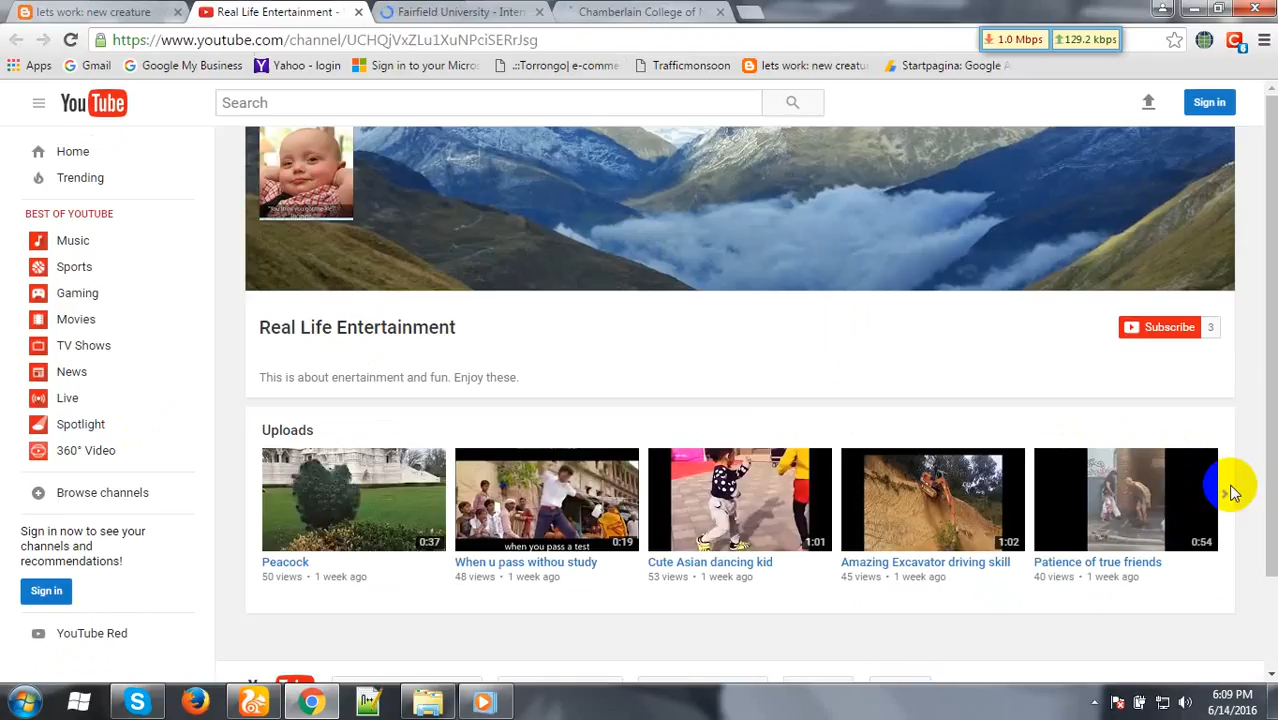 lets work: new creature
Real Life Entertainment -
Fairfield University - Inter
Chamberlain College of N
https://www.youtube.com/channel/UCHQjVxZLu1XuNPciSERrJsg
1.0 Mbps
129.2 kbps
Apps
Gmail
Google My Business
Yahoo - login
Sign in to your Micros
.:Torrongo| e-comme
Trafficmonsoon
lets work: new creatu
Startpagina: Google A
YouTube
Search
Sign in
Home
Trending
BEST OF YOUTUBE
Music
Sports
Gaming
Movies
TV Shows
News
Live
Spotlight
360° Video
Browse channels
Sign in now to see your
channels and
recommendations!
Sign in
YouTube Red
Real Life Entertainment
Subscribe
3
This is about enertainment and fun. Enjoy these.
Uploads
0:37
when you pass a test
0:19
1:01
1:02
0:54
Peacock
50 views • 1 week ago
When u pass withou study
48 views • 1 week ago
Cute Asian dancing kid
53 views • 1 week ago
Amazing Excavator driving skill
45 views • 1 week ago
Patience of true friends
40 views • 1 week ago
6:09 PM
6/14/2016